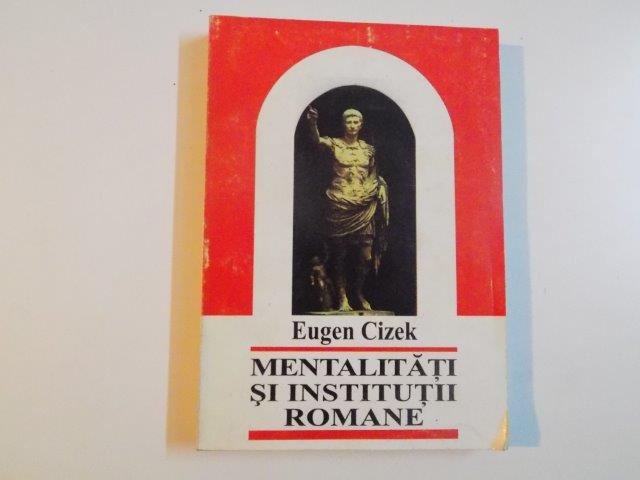 Eugen Cizek
MENTALITĂȚI
ȘI INSTITUȚII
ROMANE